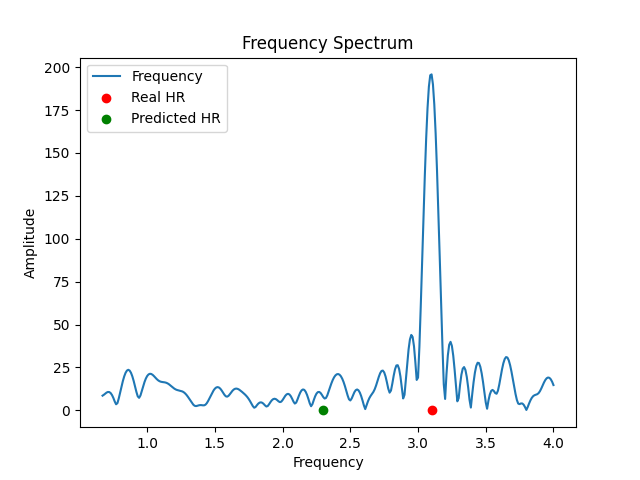 Frequency Spectrum
Frequency
Real HR
Predicted HR
Amplitude
200
175
150
125
100
75
50
25
0
1.0 1.5 2.0 2.5 3.0 3.5 4.0
Frequency